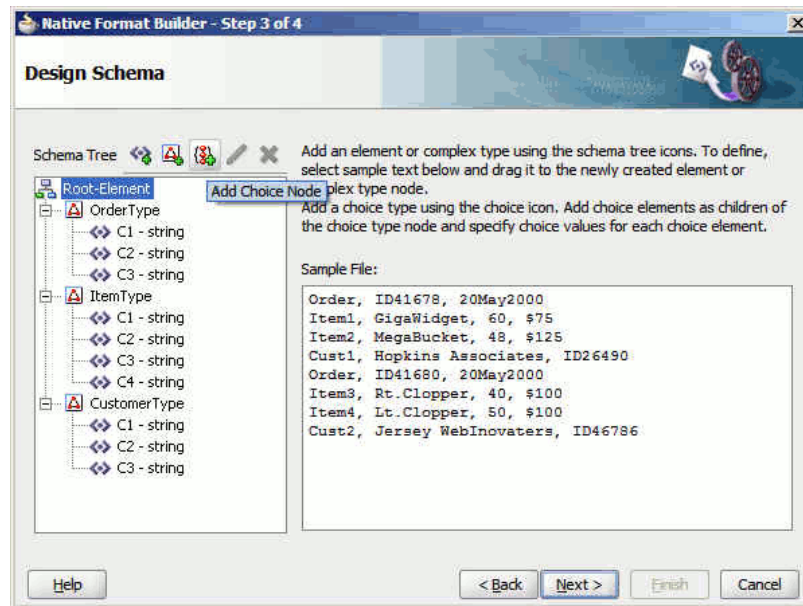 Native Format Builder - Step 3 of 4
Design Schema
Schema Tree
Add an element or complex type using the schema tree icons. To define,
select sample text below and drag it to the newly created element or
plex type node.
Add a choice type using the choice icon. Add choice elements as children of
the choice type node and specify choice values for each choice element.
Add Choice Node
Root-Element
OrderType
C1 - string
C2 - string
C3 - string
ItemType
C1 - string
C2 - string
C3 - string
C4 - string
CustomerType
C1 - string
C2 - string
C3 - string
Sample File:
Order, ID41678, 20May2000
Item1, GigaWidget, 60, $75
Item2, MegaBucket, 48, $125
Cust1, Hopkins Associates, ID26490
Order, ID41680, 20May2000
Item3, Rt.Clopper, 40, $100
Item4, Lt.Clopper, 50, $100
Cust2, Jersey WebInovaters, ID46786
Help
< Back
Next >
Finish
Cancel